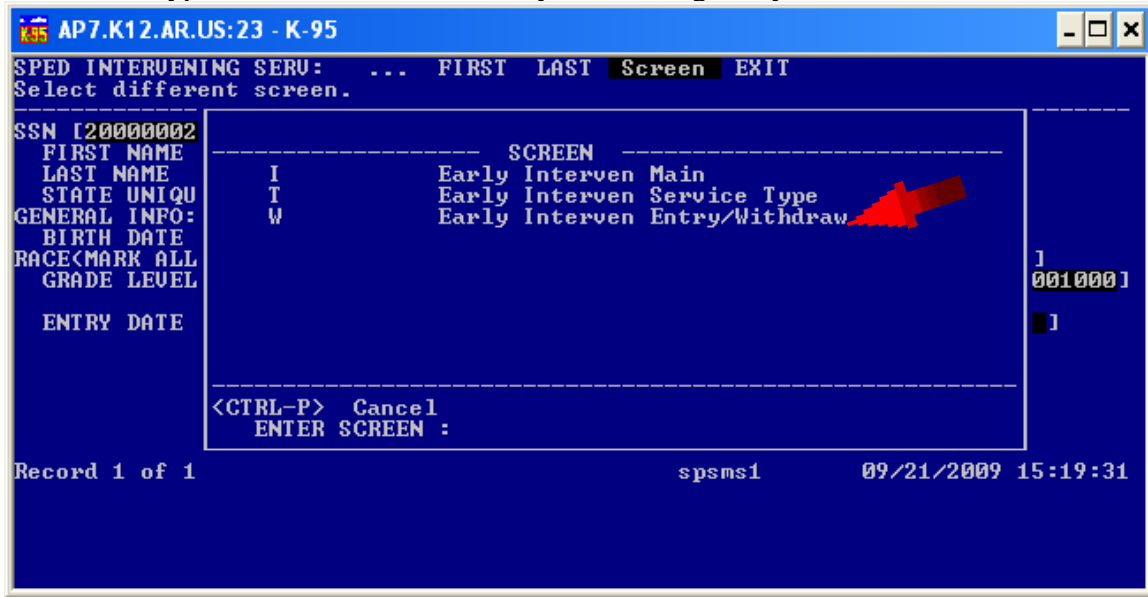 AP7.K12.AR.US:23 - K-95
SPED INTERVENING SERV: ... FIRST LAST Screen EXIT
Select different screen.
SSN [20000002
FIRST NAME
SCREEN
LAST NAME I Early Interven Main
STATE UNIQU T Early Interven Service Type
GENERAL INFO: W Early Interven Entry/Withdraw
BIRTH DATE
RACE(MARK ALL ]
GRADE LEVEL 001000]
ENTRY DATE ]
<CTRL-P> Cancel
ENTER SCREEN :
Record 1 of 1 spsms1 09/21/2009 15:19:31